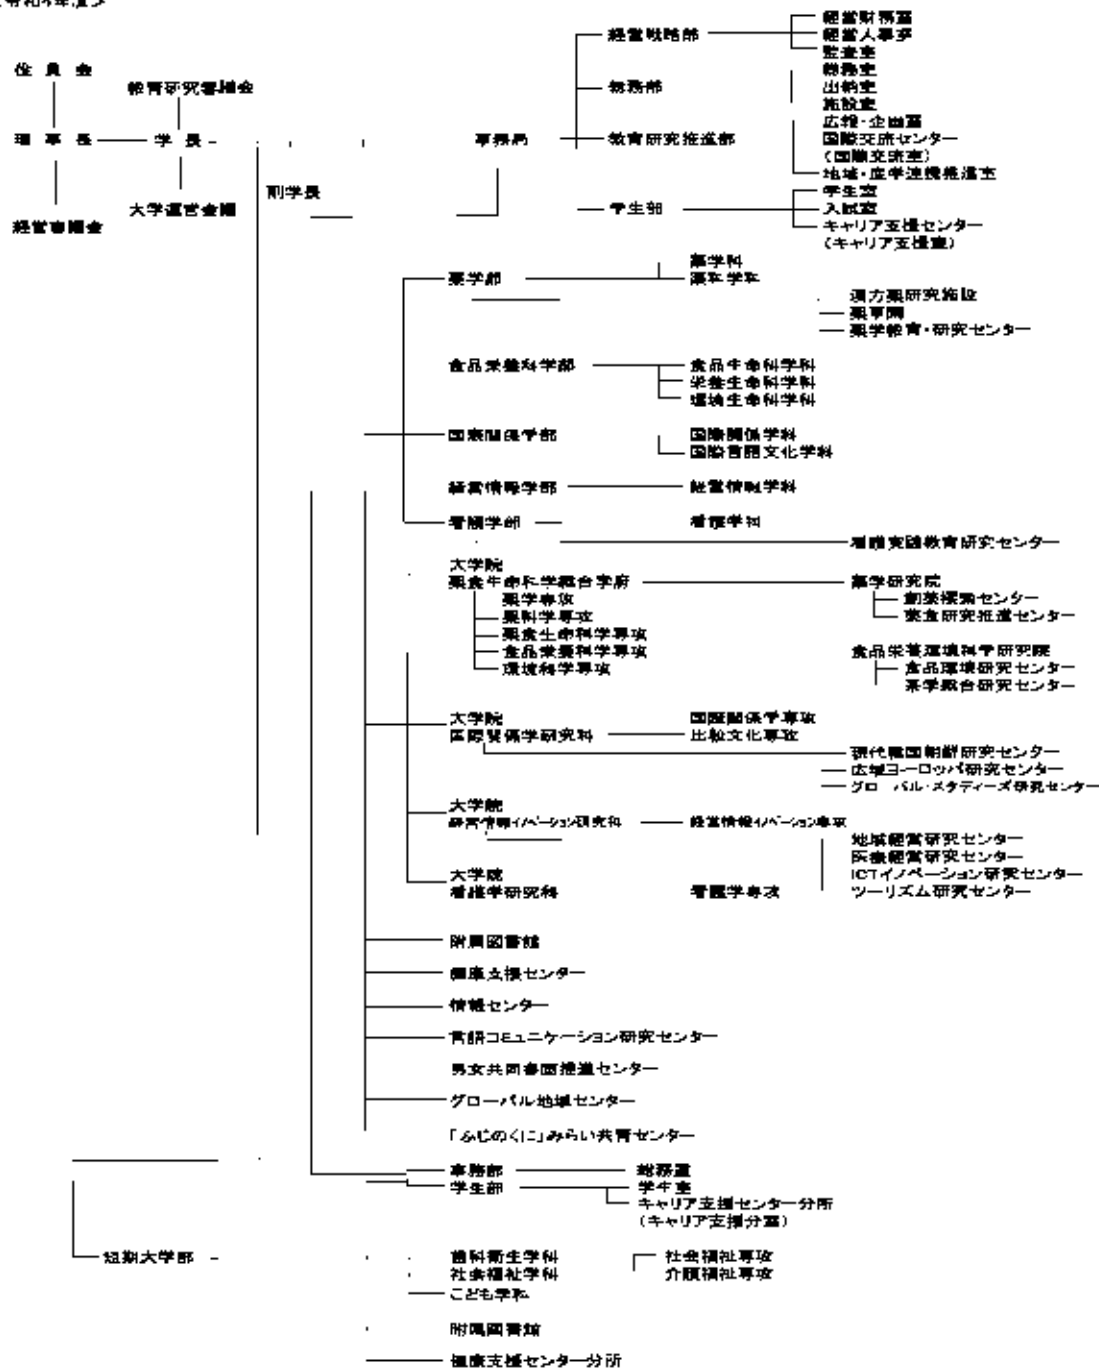 役員会
教育研究審議会
理事長
学長
経営審議会
大学運営会議
副学長
事務局
経営戦略部
経営財務室
経営人事室
監査室
総務部
総務室
出納室
施設室
教育研究推進部
広報・企画室
国際交流センター
(国際交流室)
地域・産学連携推進室
学生部
学生室
入試室
キャリア支援センター
(キャリア支援室)
薬学部
薬学科
薬科学科
漢方薬研究施設
薬草園
薬学教育・研究センター
食品栄養科学部
食品生命科学科
栄養生命科学科
環境生命科学科
国際関係学部
国際関係学科
国際言語文化学科
経営情報学部
経営情報学科
看護学部
看護学科
看護実践教育研究センター
大学院
薬食生命科学総合学府
薬学専攻
薬科学専攻
薬食生命科学専攻
食品栄養科学専攻
環境科学専攻
薬学研究院
創薬探索センター
薬食研究推進センター
食品栄養環境科学研究院
食品環境研究センター
茶学総合研究センター
大学院
国際関係学研究科
国際関係学専攻
比較文化専攻
現代韓国朝鮮研究センター
広域ヨーロッパ研究センター
グローバル・スタディーズ研究センター
大学院
経営情報イノベーション研究科
経営情報イノベーション専攻
地域経営研究センター
医療経営研究センター
ICTイノベーション研究センター
ツーリズム研究センター
大学院
看護学研究科
看護学専攻
附属図書館
健康支援センター
情報センター
言語コミュニケーション研究センター
男女共同参画推進センター
グローバル地域センター
「ふじのくに」みらい共育センター
事務部
総務室
学生部
学生室
キャリア支援センター分所
(キャリア支援分室)
短期大学部
歯科衛生学科
社会福祉学科
社会福祉専攻
介護福祉専攻
こども学科
附属図書館
健康支援センター分所